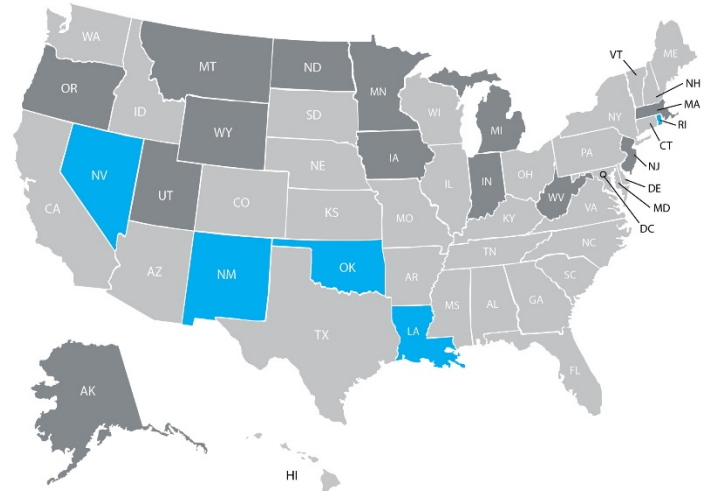 WA
MT
ND
MN
VT
ME
OR
ID
SD
WI
MI
NY
NH
MA
RI
CT
WY
NV
NE
IA
PA
NJ
UT
CO
IL
IN
OH
DE
MD
DC
CA
KS
MO
WV
VA
KY
AZ
NM
OK
AR
TN
NC
SC
TX
LA
MS
AL
GA
FL
AK
HI